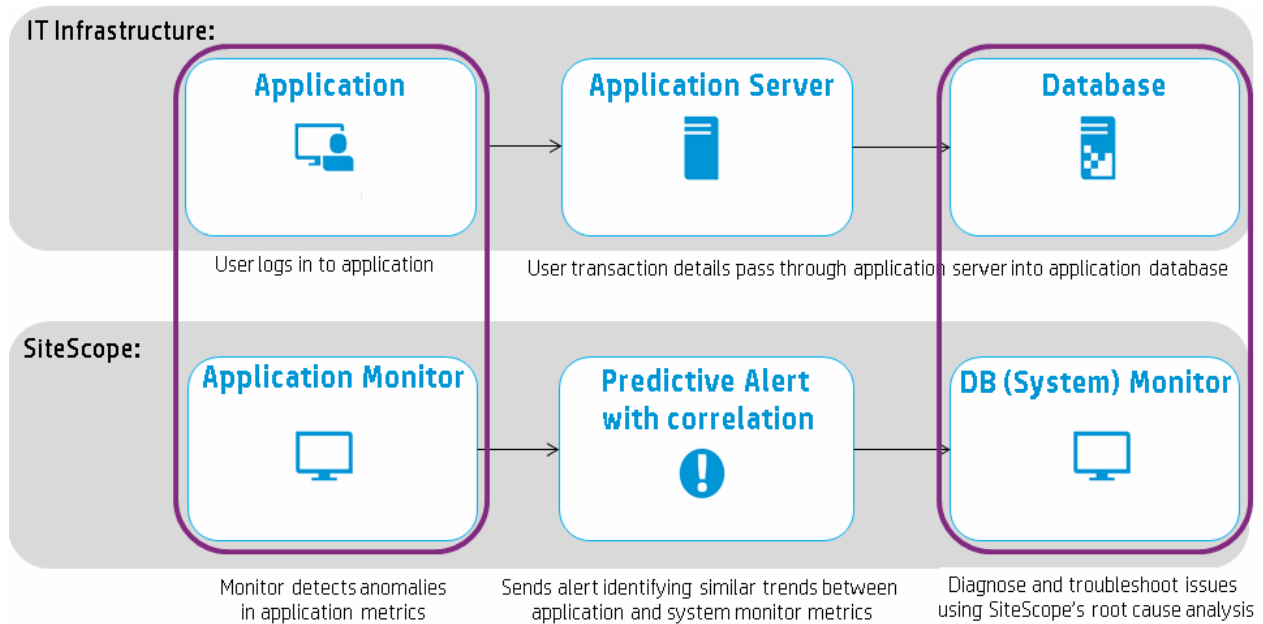 IT Infrastructure:
Application
Application Server
Database
User logs in to application
User transaction details pass through application server into application database
SiteScope:
Application Monitor
Predictive Alert
with correlation
DB (System) Monitor
Monitor detects anomalies
in application metrics
Sends alert identifying similar trends between
application and system monitor metrics
Diagnose and troubleshoot issues
using SiteScope's root cause analysis